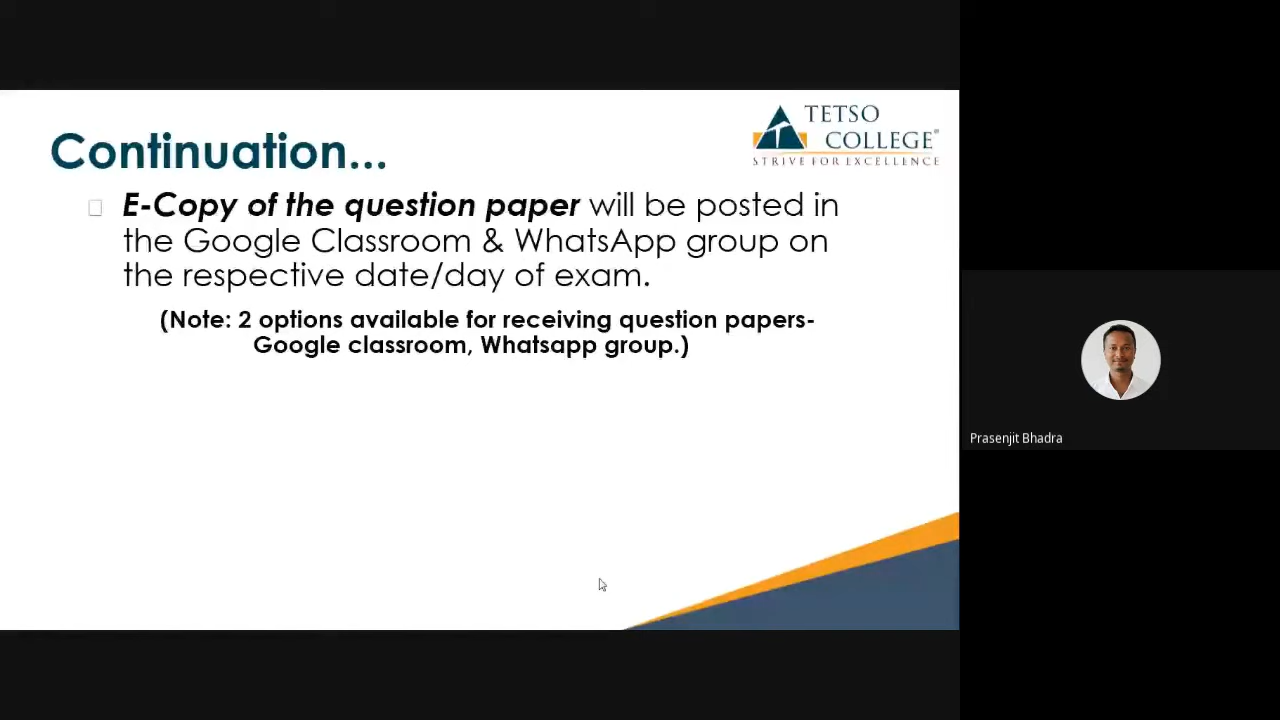 TETSO
COLLEGE®
STRIVE FOR EXCELLENCE
Continuation...
E-Copy of the question paper will be posted in
the Google Classroom & WhatsApp group on
the respective date/day of exam.
(Note: 2 options available for receiving question papers-
Google classroom, Whatsapp group.)
Prasenjit Bhadra